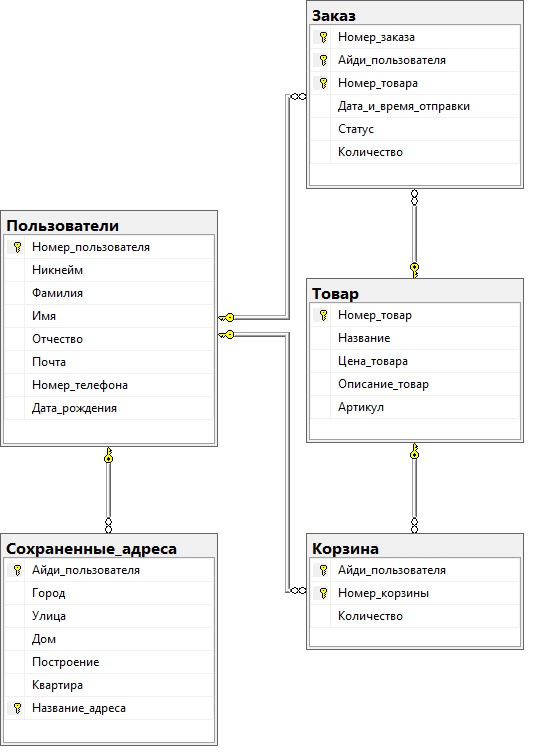 Заказ
Номер_заказа
Айди_пользователя
Номер_товара
Дата_и_время_отправки
Статус
Количество
Пользователи
Номер_пользователя
Никнейм
Фамилия
Имя
Отчество
Почта
Номер_телефона
Дата_рождения
Товар
Номер_товар
Название
Цена_товара
Описание_товар
Артикул
Сохраненные_адреса
Айди_пользователя
Город
Улица
Дом
Построение
Квартира
Название_адреса
Корзина
Айди_пользователя
Номер_корзины
Количество